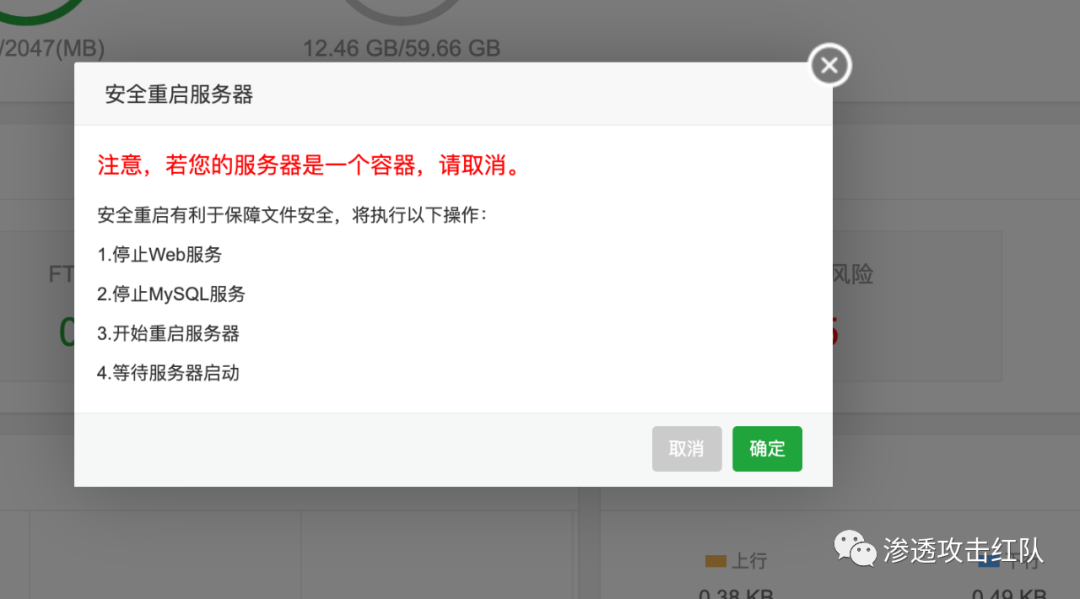 /2047(MB)
12.46 GB/59.66 GB
安全重启服务器
注意，若您的服务器是一个容器，请取消。
安全重启有利于保障文件安全，将执行以下操作：
1.停止Web服务
2.停止MySQL服务
FT
风险
3.开始重启服务器
0
5
4.等待服务器启动
取消
确定
渗透攻击红队
上行
下行
0.38 KB
0.49 KB